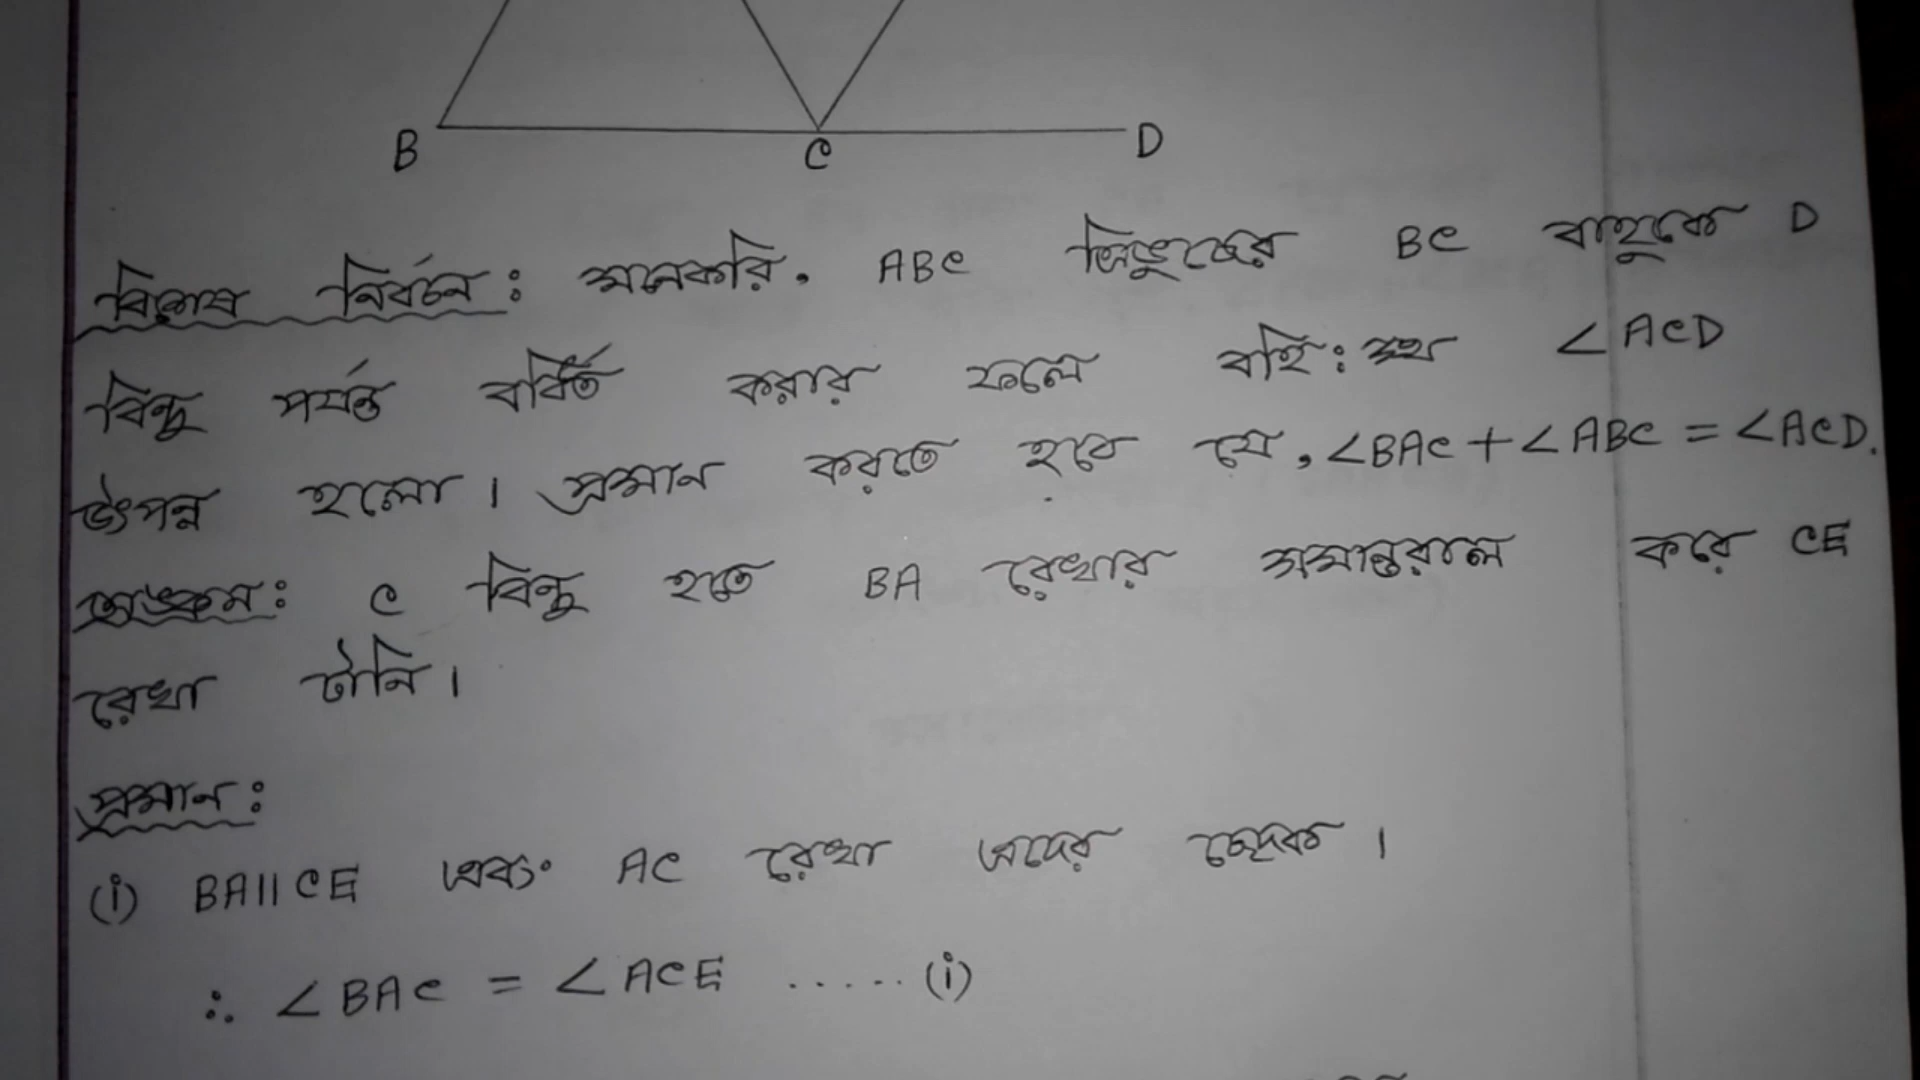 B C D
বিশেষ নির্বচন : মনেকরি, ABC ত্রিভুজের BC বাহুকে D
বিন্দু পর্যন্ত বর্ধিত করার ফলে বহি:স্থ ∠ACD
উৎপন্ন হলো। প্রমান করতে হবে যে, ∠BAC + ∠ABC = ∠ACD.
অঙ্কন: C বিন্দু হতে BA রেখার সমান্তরাল করে CE
রেখা টানি।
প্রমান:
(i) BA||CE এবং AC রেখা এদের ছেদক।
∴ ∠BAC = ∠ACE ..... (i)